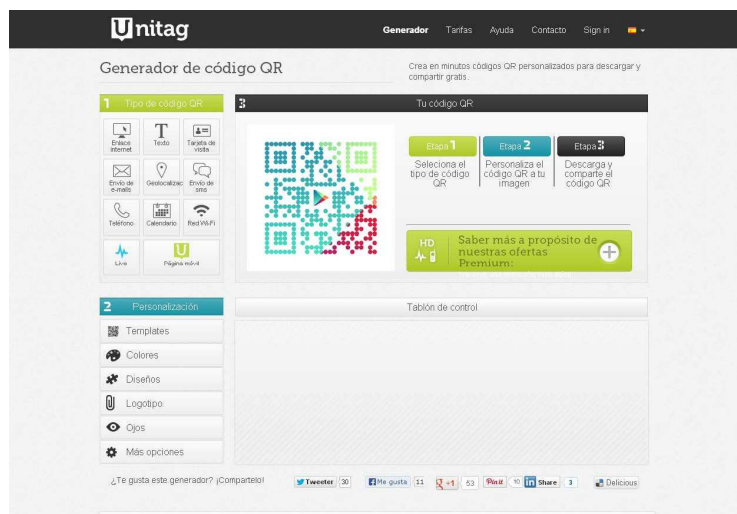 Unitag
Generador Tarifas Ayuda Contacto Sign in
Generador de código QR
Crea en minutos códigos QR personalizados para descargar y
compartir gratis.
1 Tipo de código QR
Enlace
internet
Texto
Tarjeta de
visita
Envío de
e-mails
Geolocalizac
Envío de
sms
Teléfono
Calendario
Red Wi-Fi
Live
Página móvil
3 Tu código QR
Etapa 1
Selecciona el
tipo de código
QR
Etapa 2
Personaliza el
código QR a tu
imagen
Etapa 3
Descarga y
comparte el
código QR
HD
Saber más a propósito de
nuestras ofertas
Premium:
2 Personalización
Templates
Colores
Diseños
Logotipo
Ojos
Más opciones
Tablón de control
¿Te gusta este generador? ¡Compartelo!
Tweeter 30
Me gusta 11
+1 53
Pin it 10
in Share 3
Delicious